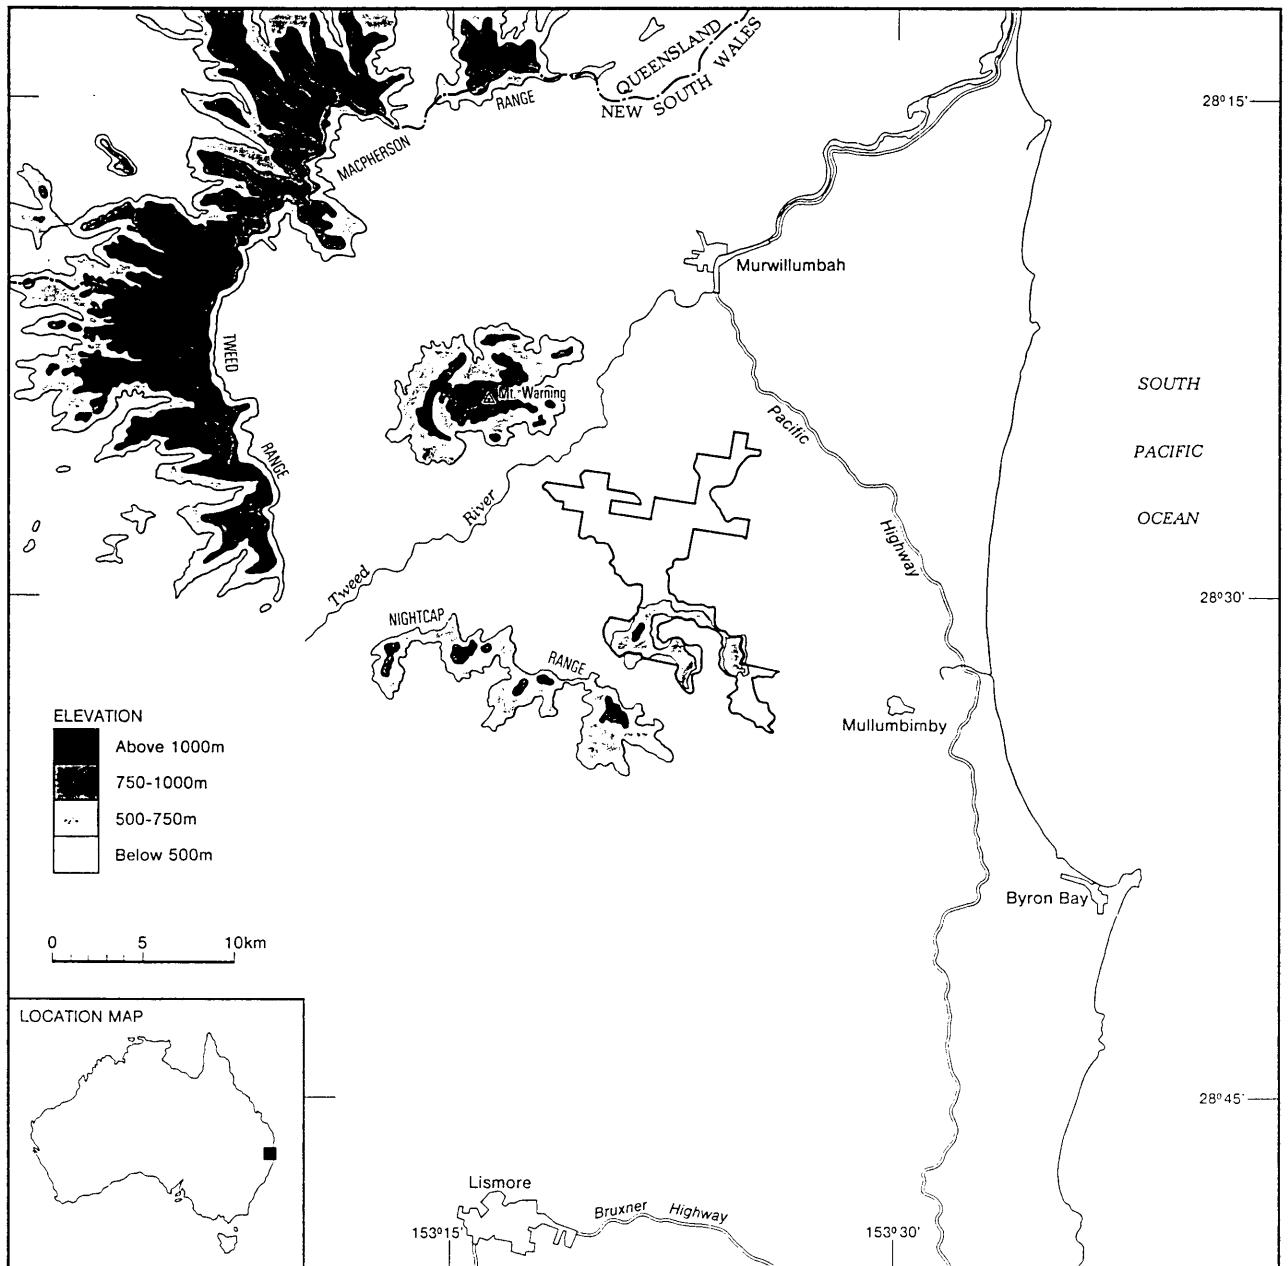 QUEENSLAND
NEW SOUTH WALES
MACPHERSON RANGE
28°15'
Murwillumbah
TWEED RANGE
Mt. Warning
SOUTH
PACIFIC
OCEAN
Pacific Highway
Tweed River
28°30'
NIGHTCAP RANGE
Mullumbimby
ELEVATION
Above 1000m
750-1000m
500-750m
Below 500m
Byron Bay
0 5 10km
LOCATION MAP
28°45'
Lismore
Bruxner Highway
153°15'
153°30'